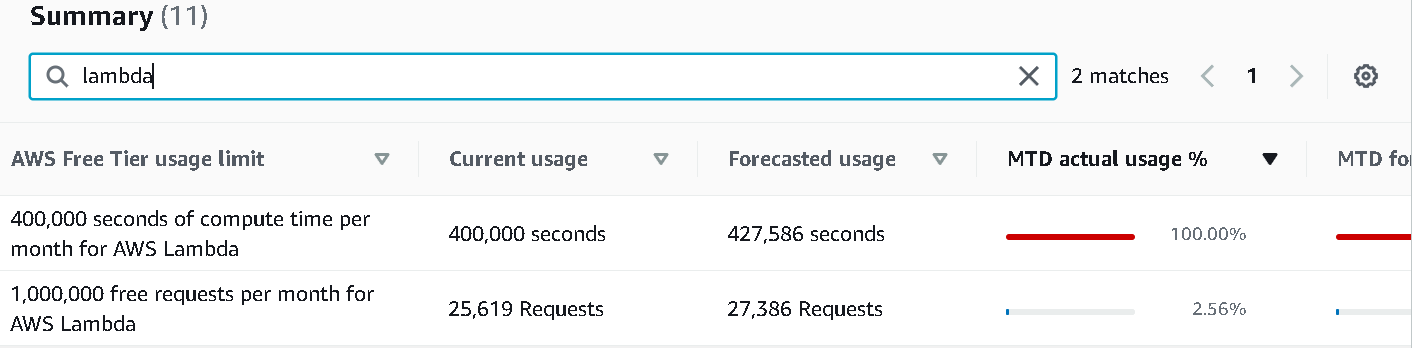 Summary (11)
lambda
2 matches
1
AWS Free Tier usage limit
Current usage
Forecasted usage
MTD actual usage %
MTD fo
400,000 seconds of compute time per
month for AWS Lambda
400,000 seconds
427,586 seconds
100.00%
1,000,000 free requests per month for
AWS Lambda
25,619 Requests
27,386 Requests
2.56%